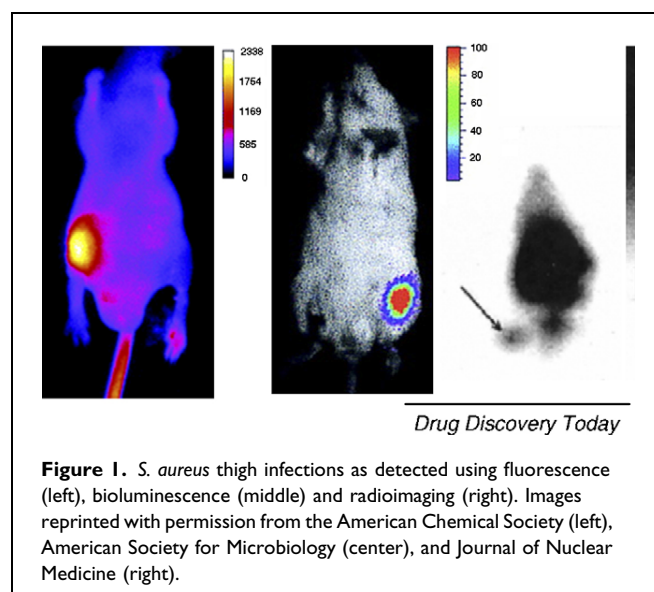 2338
1754
1169
585
0
100
80
60
40
20
Drug Discovery Today
Figure 1. S. aureus thigh infections as detected using fluorescence
(left), bioluminescence (middle) and radioimaging (right). Images
reprinted with permission from the American Chemical Society (left),
American Society for Microbiology (center), and Journal of Nuclear
Medicine (right).